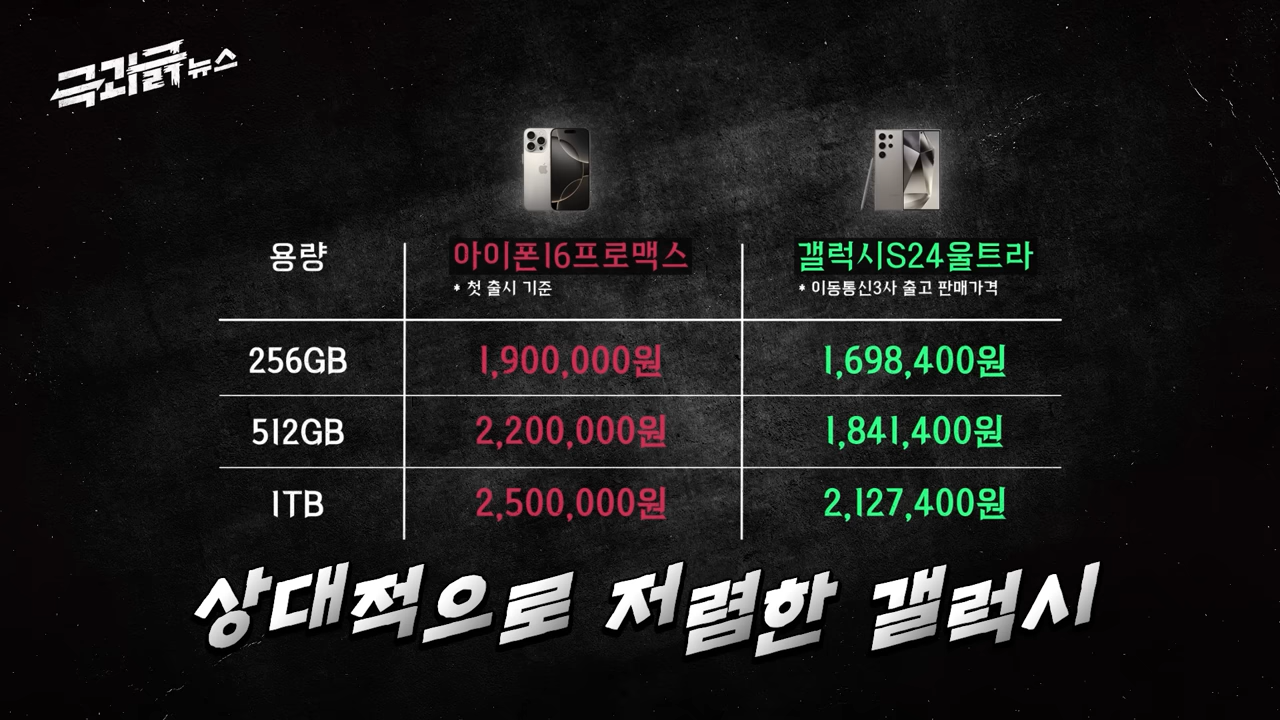 극과긁뉴스
용량
아이폰16프로맥스
갤럭시S24울트라
* 첫 출시 기준
* 이동통신3사 출고 판매가격
256GB
1,900,000원
1,698,400원
512GB
2,200,000원
1,841,400원
1TB
2,500,000원
2,127,400원
상대적으로 저렴한 갤럭시